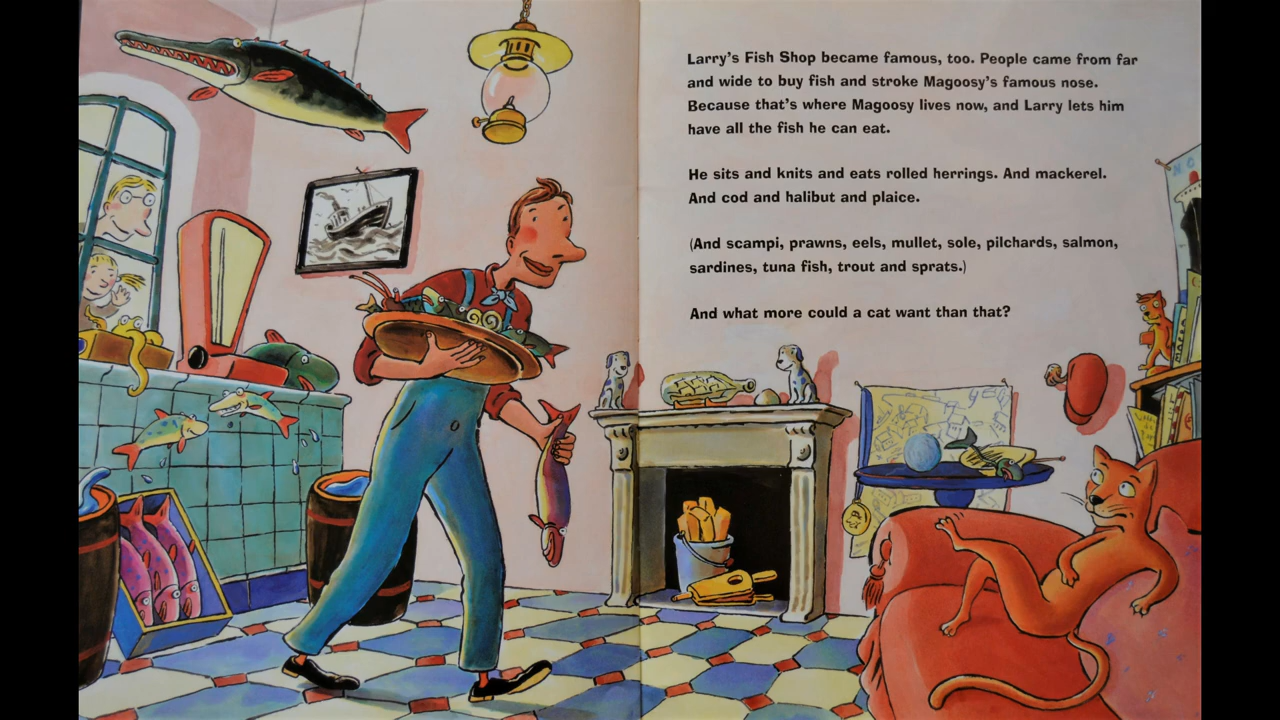 Larry's Fish Shop became famous, too. People came from far
and wide to buy fish and stroke Magoosy's famous nose.
Because that's where Magoosy lives now, and Larry lets him
have all the fish he can eat.
He sits and knits and eats rolled herrings. And mackerel.
And cod and halibut and plaice.
(And scampi, prawns, eels, mullet, sole, pilchards, salmon,
sardines, tuna fish, trout and sprats.)
And what more could a cat want than that?